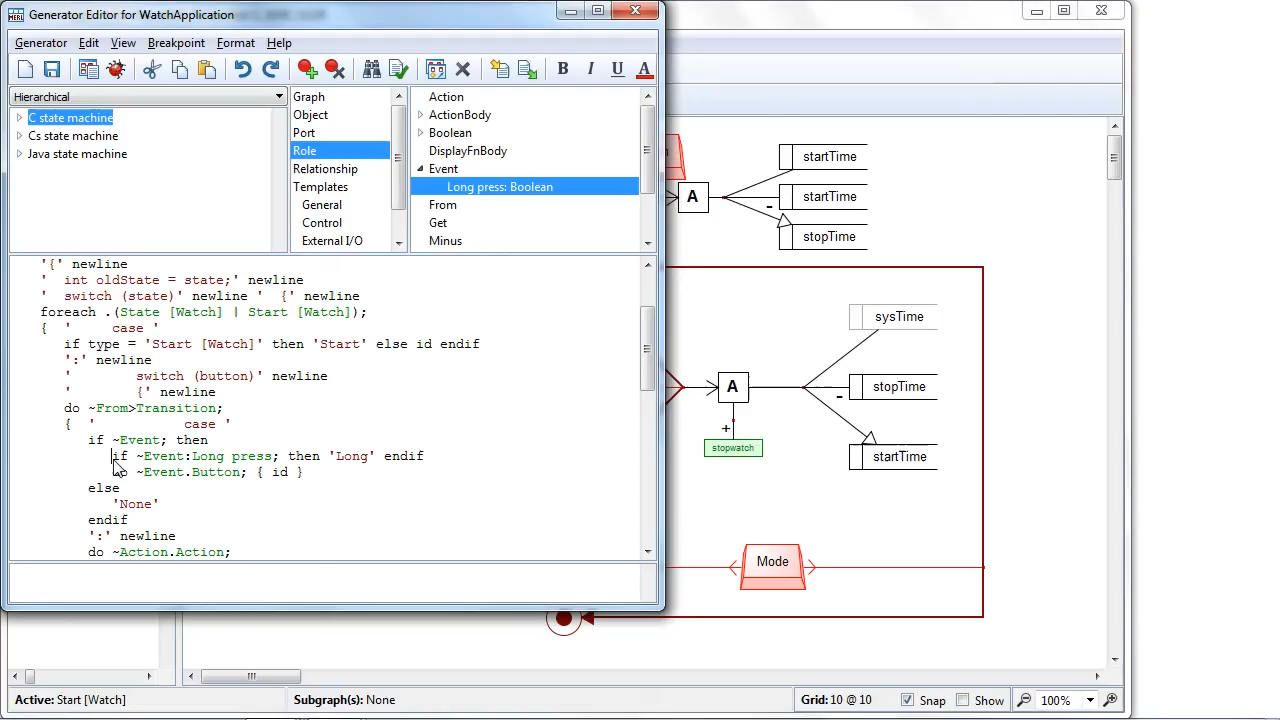 MERL Generator Editor for WatchApplication
Generator Edit View Breakpoint Format Help
B I U A
Hierarchical
C state machine
Cs state machine
Java state machine
Graph
Object
Port
Role
Relationship
Templates
General
Control
External I/O
Action
ActionBody
Boolean
DisplayFnBody
Event
Long press: Boolean
From
Get
Minus
'{' newline
'  int oldState = state;' newline
'  switch (state)' newline '  {' newline
foreach .(State [Watch] | Start [Watch]);
{  '     case '
if type = 'Start [Watch]' then 'Start' else id endif
':' newline
'        switch (button)' newline
'        {' newline
do ~From>Transition;
{  '           case '
if ~Event; then
if ~Event:Long press; then 'Long' endif
~Event.Button; { id }
else
'None'
endif
':' newline
do ~Action.Action;
A
startTime
startTime
-
stopTime
sysTime
A
stopTime
-
+
stopwatch
startTime
Mode
Active: Start [Watch]
Subgraph(s): None
Grid: 10 @ 10
Snap
Show
100%